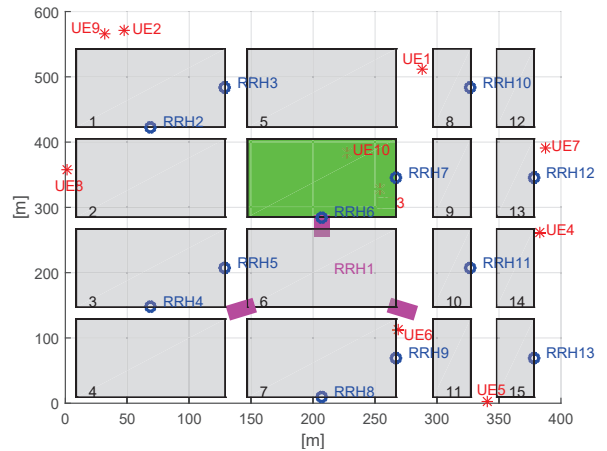 600
500
400
300
200
100
0
[m]
UE9
UE2
UE1
RRH3
RRH10
RRH2
1
5
8
12
UE10
UE7
UE3
RRH7
RRH12
3
2
RRH6
9
13
UE4
RRH5
RRH1
RRH11
3
RRH4
6
10
14
UE6
RRH9
RRH13
4
7
RRH8
11
UE5
15
0
50
100
150
200
250
300
350
400
[m]